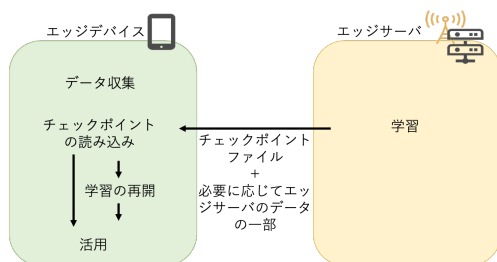 エッジデバイス
エッジサーバ
データ収集
チェックポイント
の読み込み
学習の再開
活用
チェックポイント
ファイル
+
必要に応じてエッ
ジサーバのデータ
の一部
学習